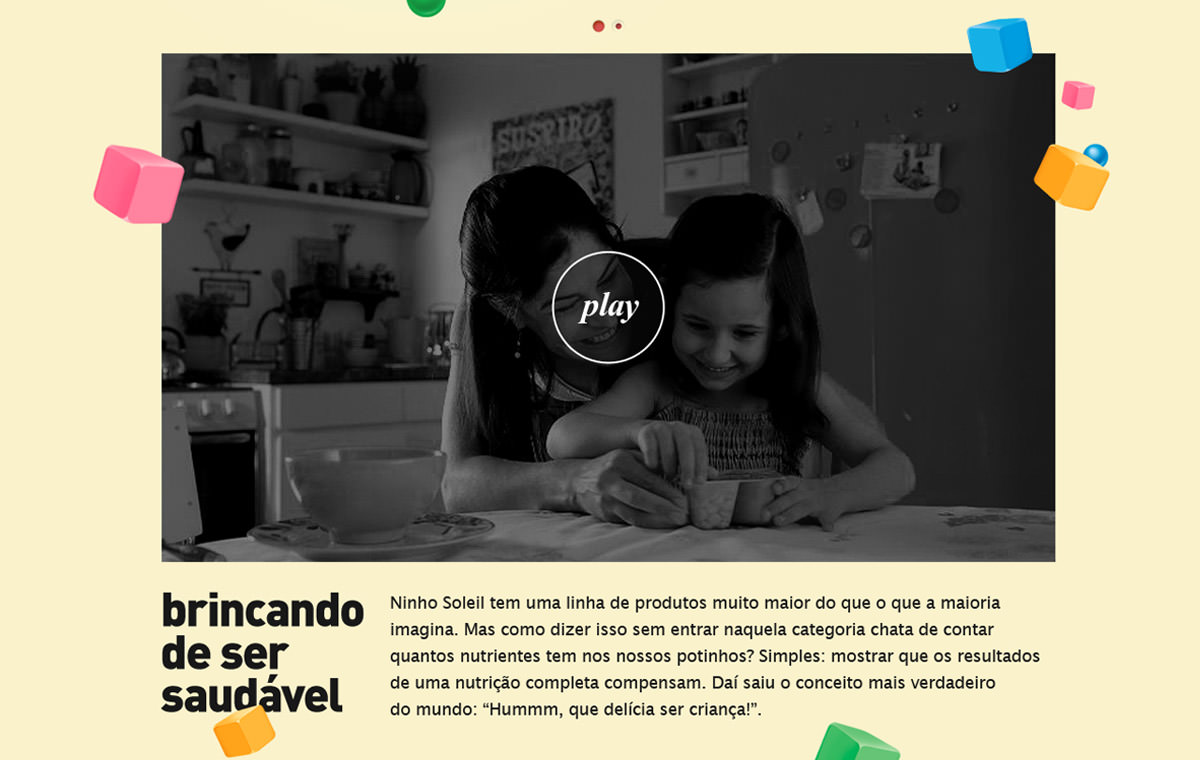 SUSPIRO
play
brincando
de ser
saudável
Ninho Soleil tem uma linha de produtos muito maior do que o que a maioria
imagina. Mas como dizer isso sem entrar naquela categoria chata de contar
quantos nutrientes tem nos nossos potinhos? Simples: mostrar que os resultados
de uma nutrição completa compensam. Daí saiu o conceito mais verdadeiro
do mundo: “Hummm, que delícia ser criança!”.